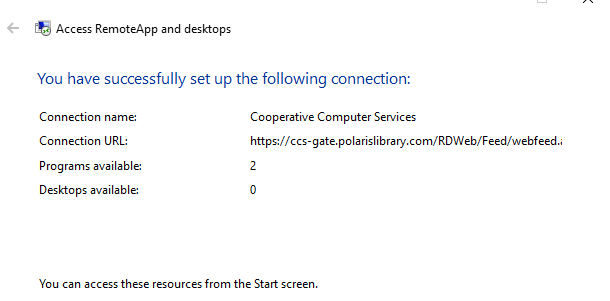 Access RemoteApp and desktops
You have successfully set up the following connection:
Connection name: Cooperative Computer Services
Connection URL: https://ccs-gate.polarislibrary.com/RDWeb/Feed/webfeed.a
Programs available: 2
Desktops available: 0
You can access these resources from the Start screen.